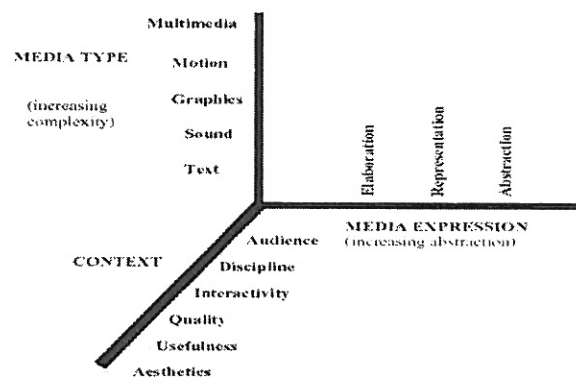 Multimedia
MEDIA TYPE
Motion
(increasing
complexity)
Graphics
Sound
Text
Elaboration
Representation
Abstraction
MEDIA EXPRESSION
(increasing abstraction)
CONTEXT
Audience
Discipline
Interactivity
Quality
Usefulness
Aesthetics